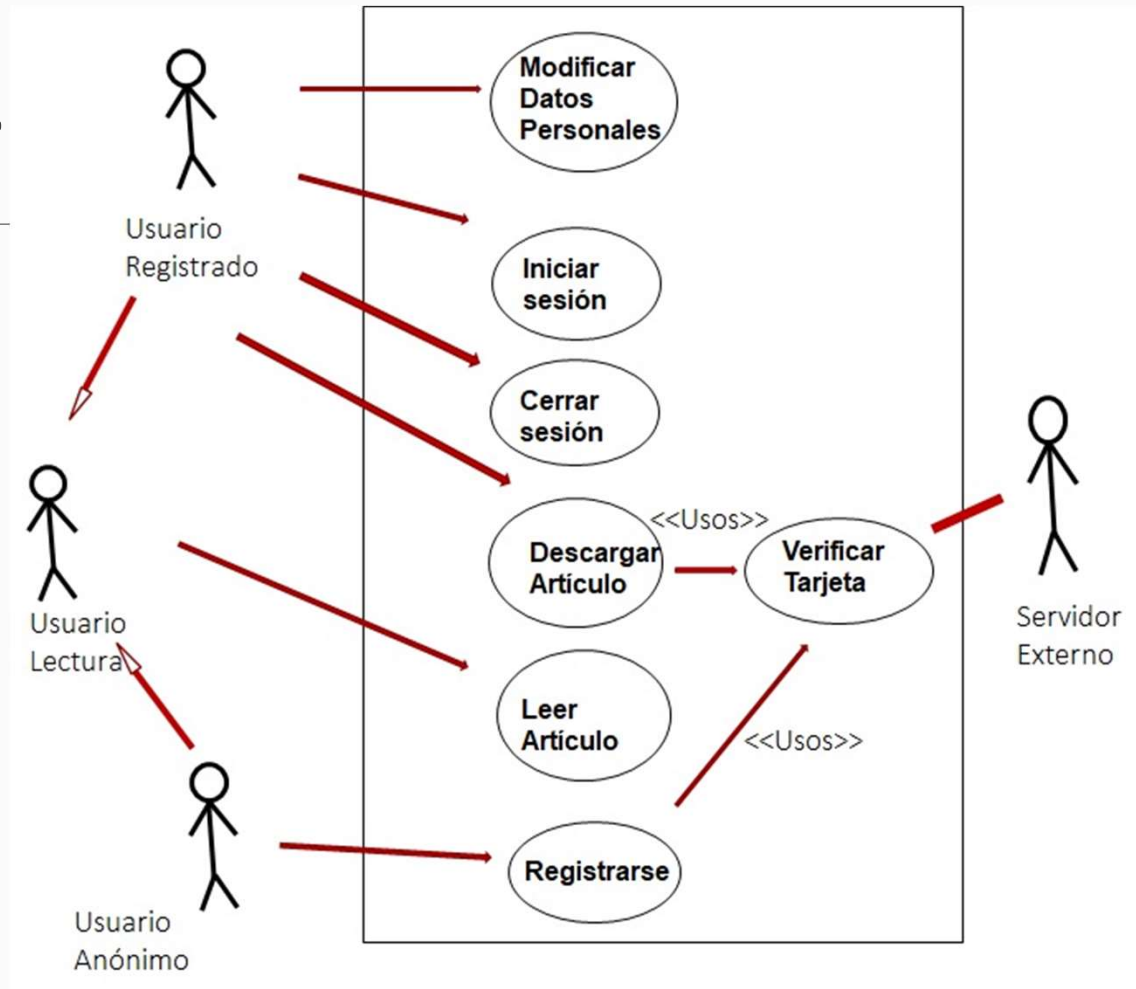 Modificar
Datos
Personales
Usuario
Registrado
Iniciar
sesión
Cerrar
sesión
<<Usos>>
Descargar
Artículo
Verificar
Tarjeta
Usuario
Lectura
Servidor
Externo
Leer
Artículo
<<Usos>>
Registrarse
Usuario
Anónimo